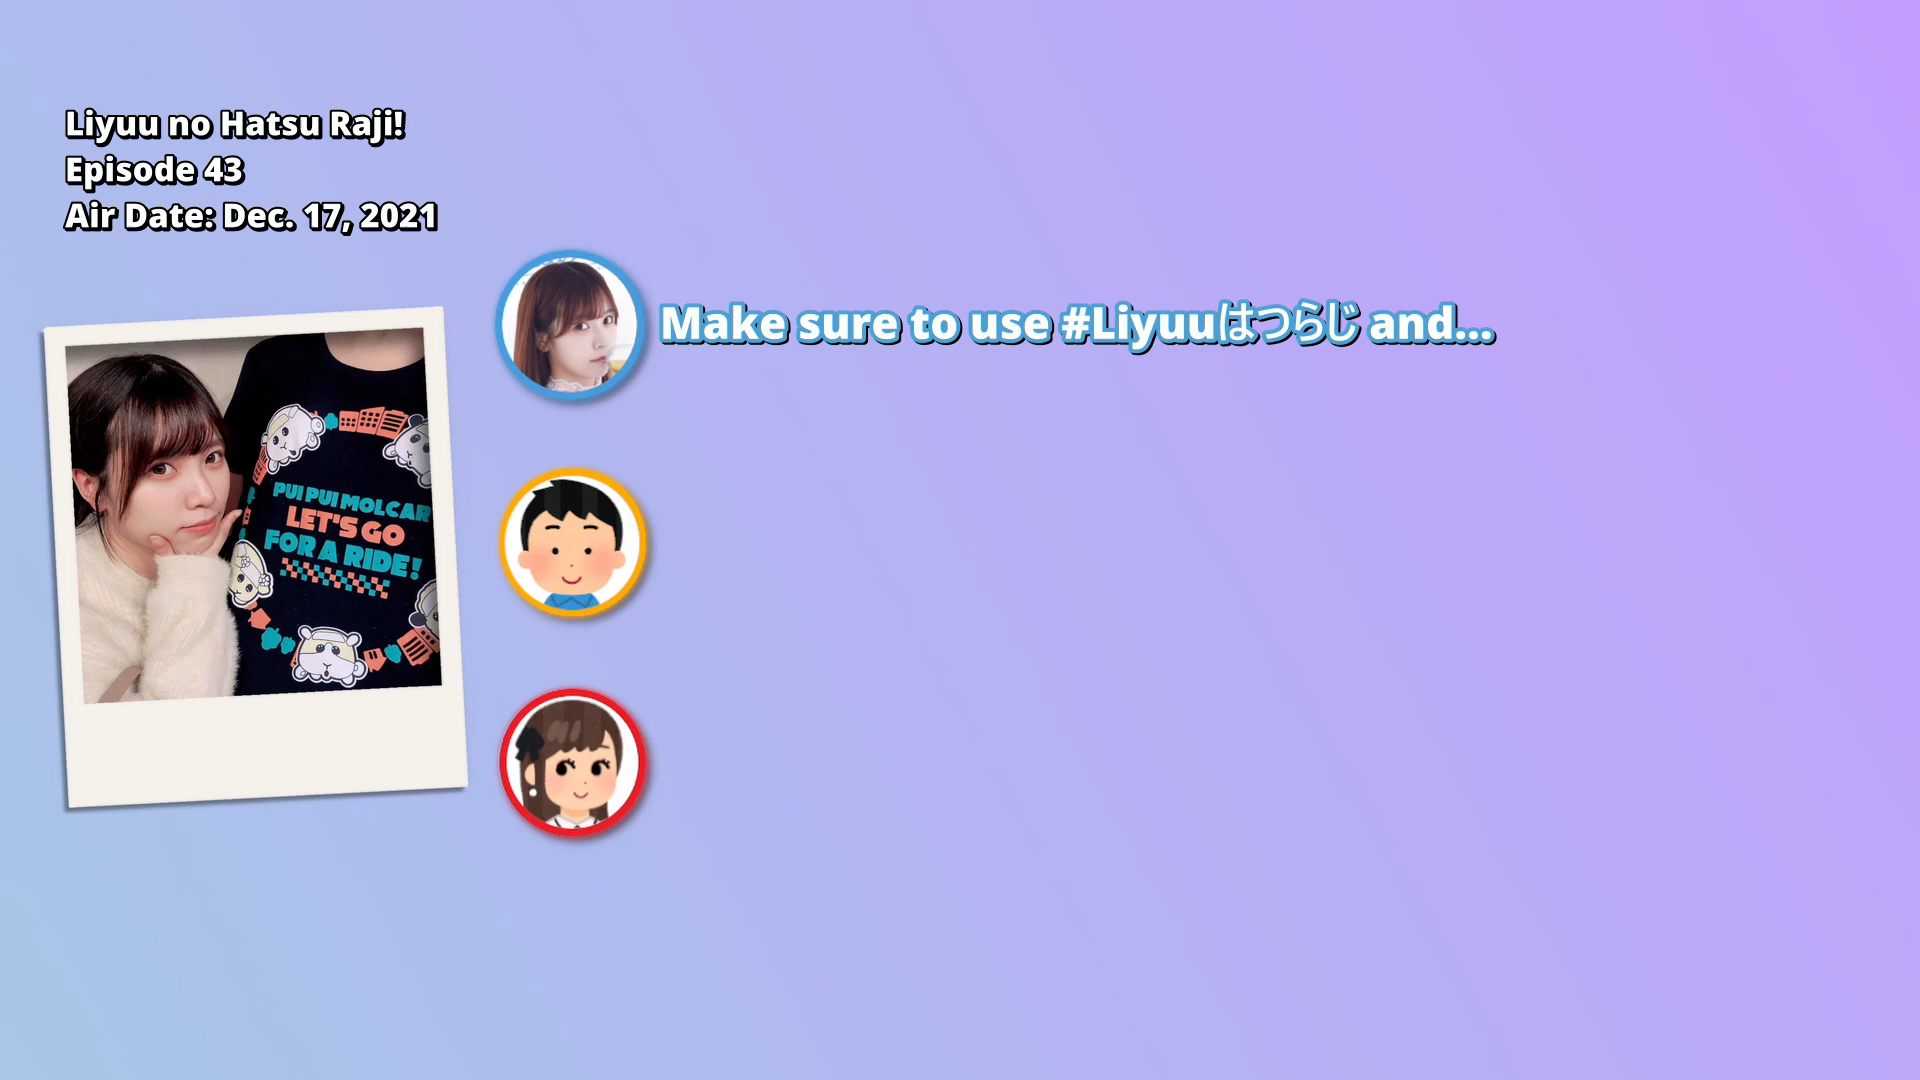 Liyuu no Hatsu Raji!
Episode 43
Air Date: Dec. 17, 2021
Make sure to use #Liyuuはつらじ and...
PUI PUI MOLCAR
LET'S GO
FOR A RIDE!